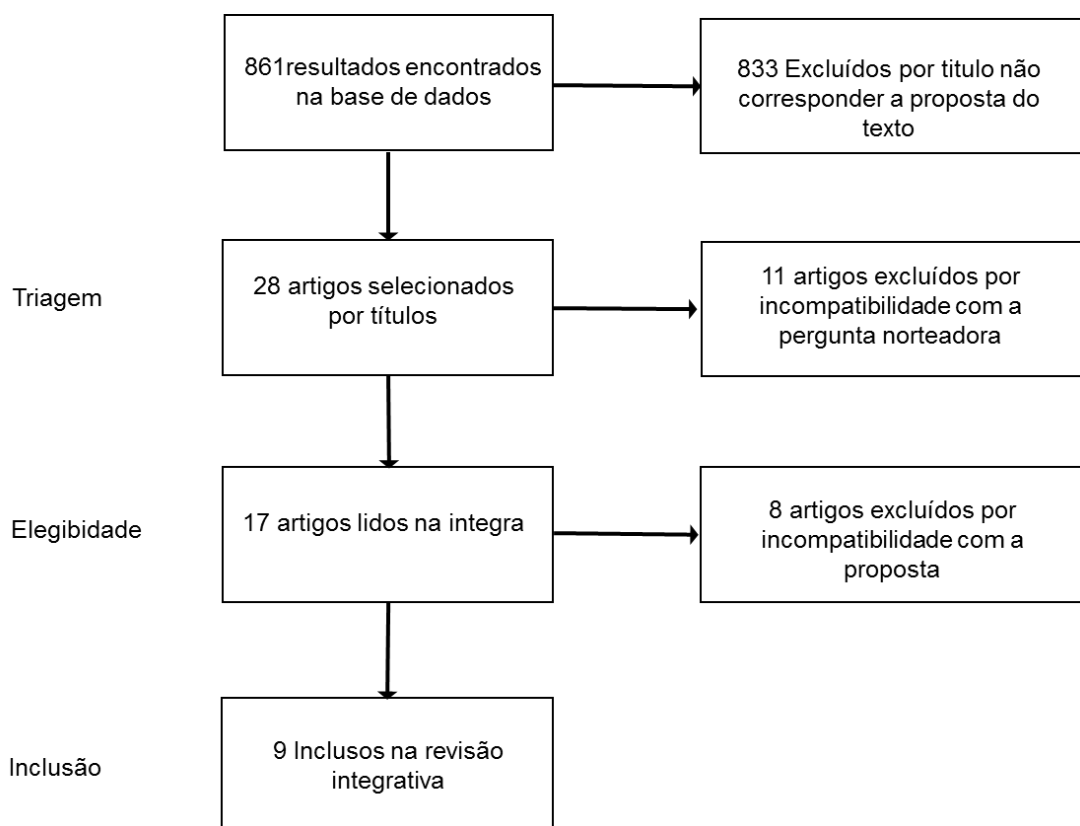 861resultados encontrados
na base de dados
833 Excluídos por titulo não
corresponder a proposta do
texto
Triagem
28 artigos selecionados
por títulos
11 artigos excluídos por
incompatibilidade com a
pergunta norteadora
Elegibidade
17 artigos lidos na integra
8 artigos excluídos por
incompatibilidade com a
proposta
Inclusão
9 Inclusos na revisão
integrativa